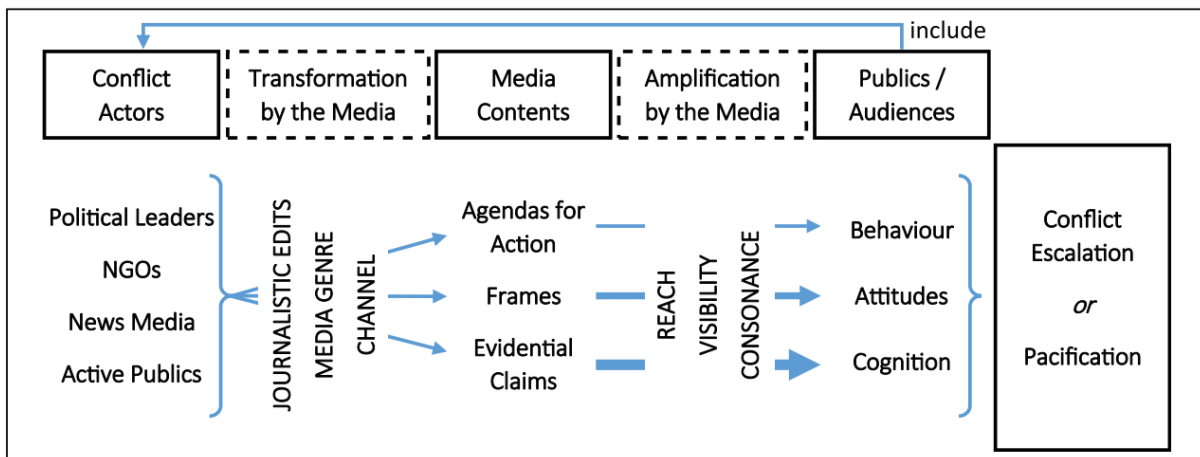 include
Conflict
Actors
Transformation
by the Media
Media
Contents
Amplification
by the Media
Publics /
Audiences
Political Leaders
NGOs
News Media
Active Publics
JOURNALISTIC EDITS
MEDIA GENRE
CHANNEL
Agendas for
Action
Frames
Evidential
Claims
REACH
VISIBILITY
CONSONANCE
Behaviour
Attitudes
Cognition
Conflict
Escalation
or
Pacification